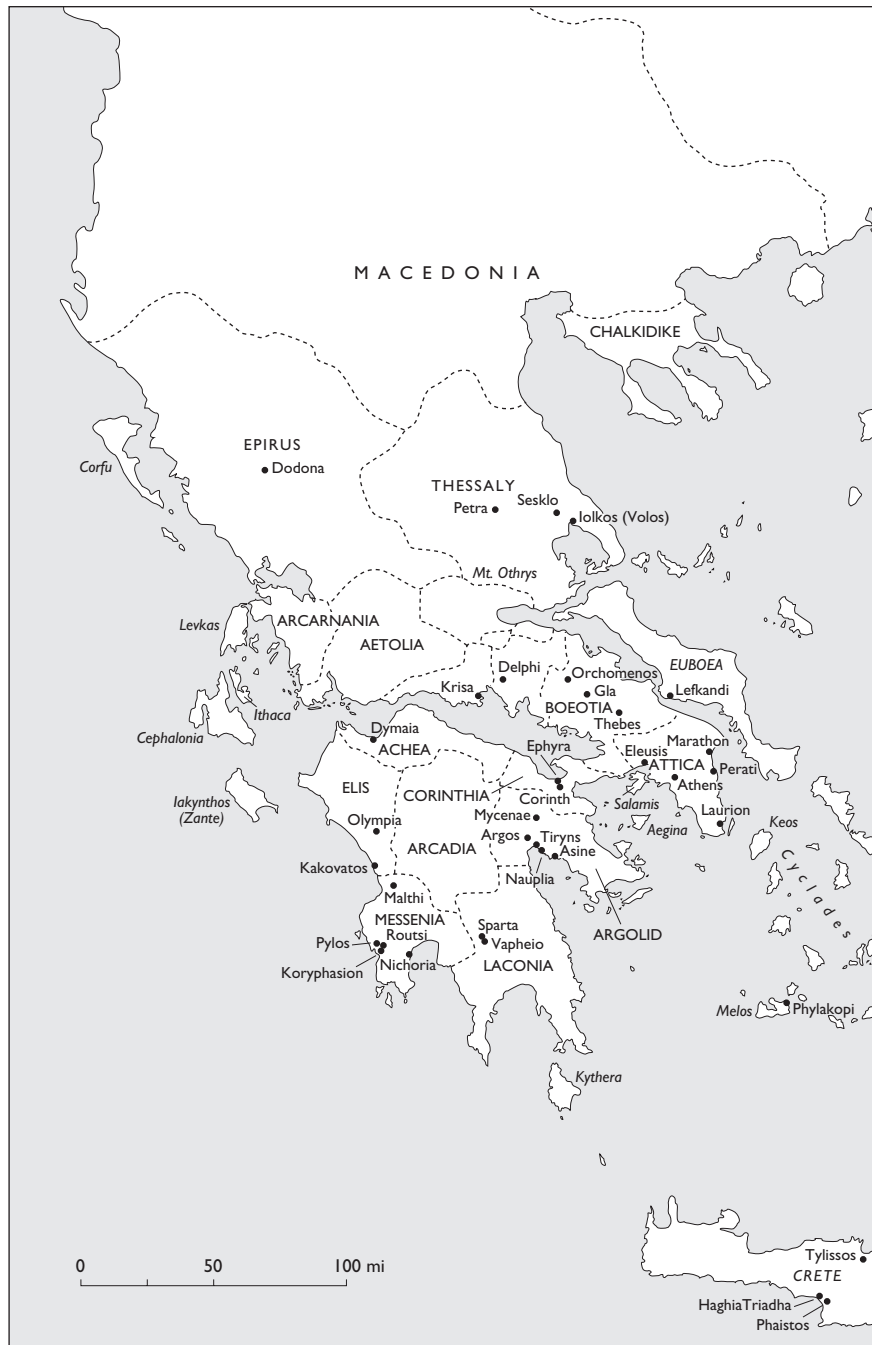 MACEDONIA
CHALKIDIKE
EPIRUS
Dodona
Corfu
THESSALY
Sesklo
Petra
Iolkos (Volos)
Mt. Othrys
Levkas
ARCARNANIA
AETOLIA
EUBOEA
Delphi
Orchomenos
Krisa
Gla
Lefkandi
BOEOTIA
Thebes
Ithaca
Cephalonia
Dymaia
ACHEA
Ephyra
Eleusis
Marathon
ATTICA
Perati
Athens
ELIS
CORINTHIA
Corinth
Salamis
Iakynthos
(Zante)
Mycenae
Laurion
Olympia
Aegina
Keos
Argos
Tiryns
ARCADIA
Asine
Kakovatos
Nauplia
Cyclades
Malthi
MESSENIA
Sparta
ARGOLID
Routsi
Pylos
Vapheio
Koryphasion
Nichoria
LACONIA
Melos
Phylakopi
Kythera
0 50 100 mi
Tylissos
CRETE
HaghiaTriadha
Phaistos